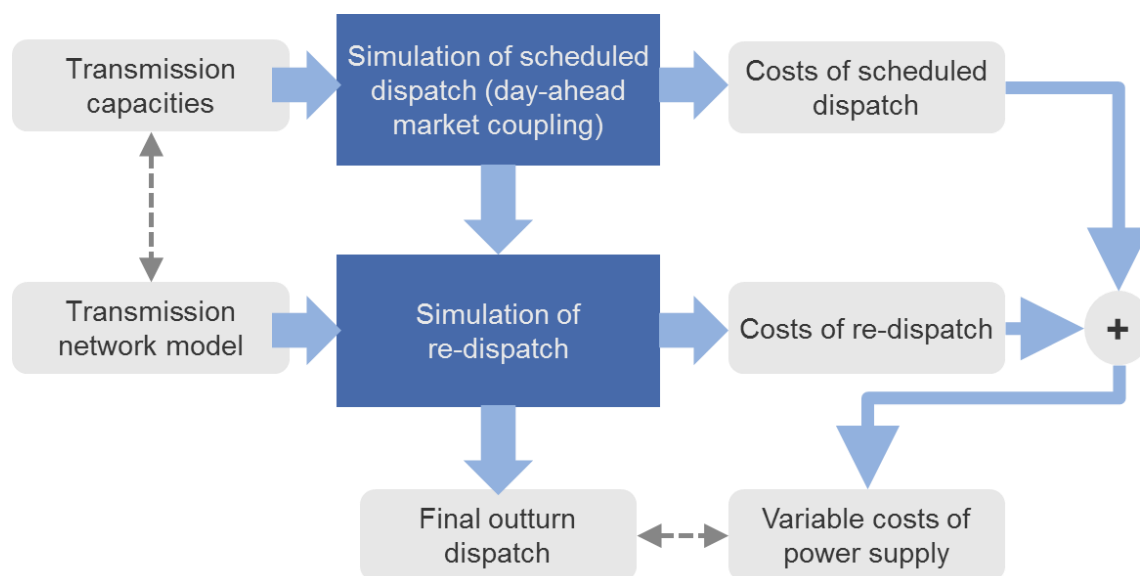 Transmission
capacities
Simulation of scheduled
dispatch (day-ahead
market coupling)
Costs of scheduled
dispatch
Transmission
network model
Simulation of
re-dispatch
Costs of re-dispatch
+
Final outturn
dispatch
Variable costs of
power supply